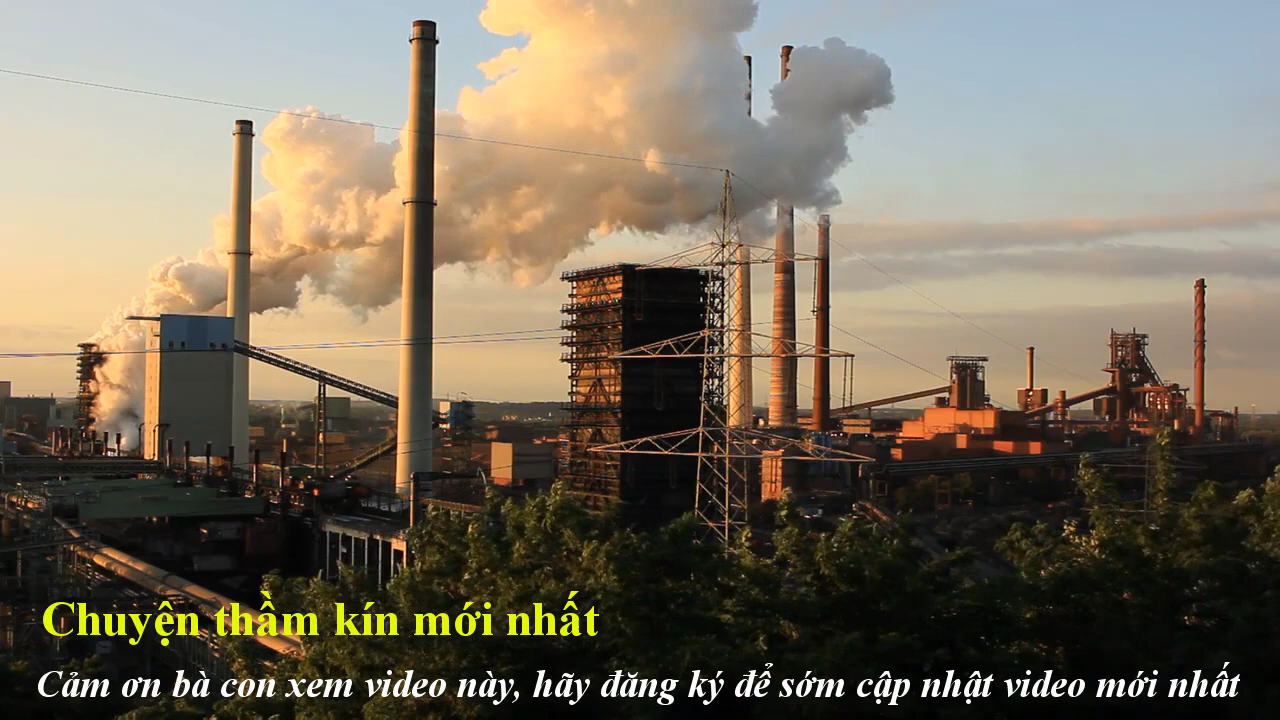 Chuyện thầm kín mới nhất
Cảm ơn bà con xem video này, hãy đăng ký để sớm cập nhật video mới nhất